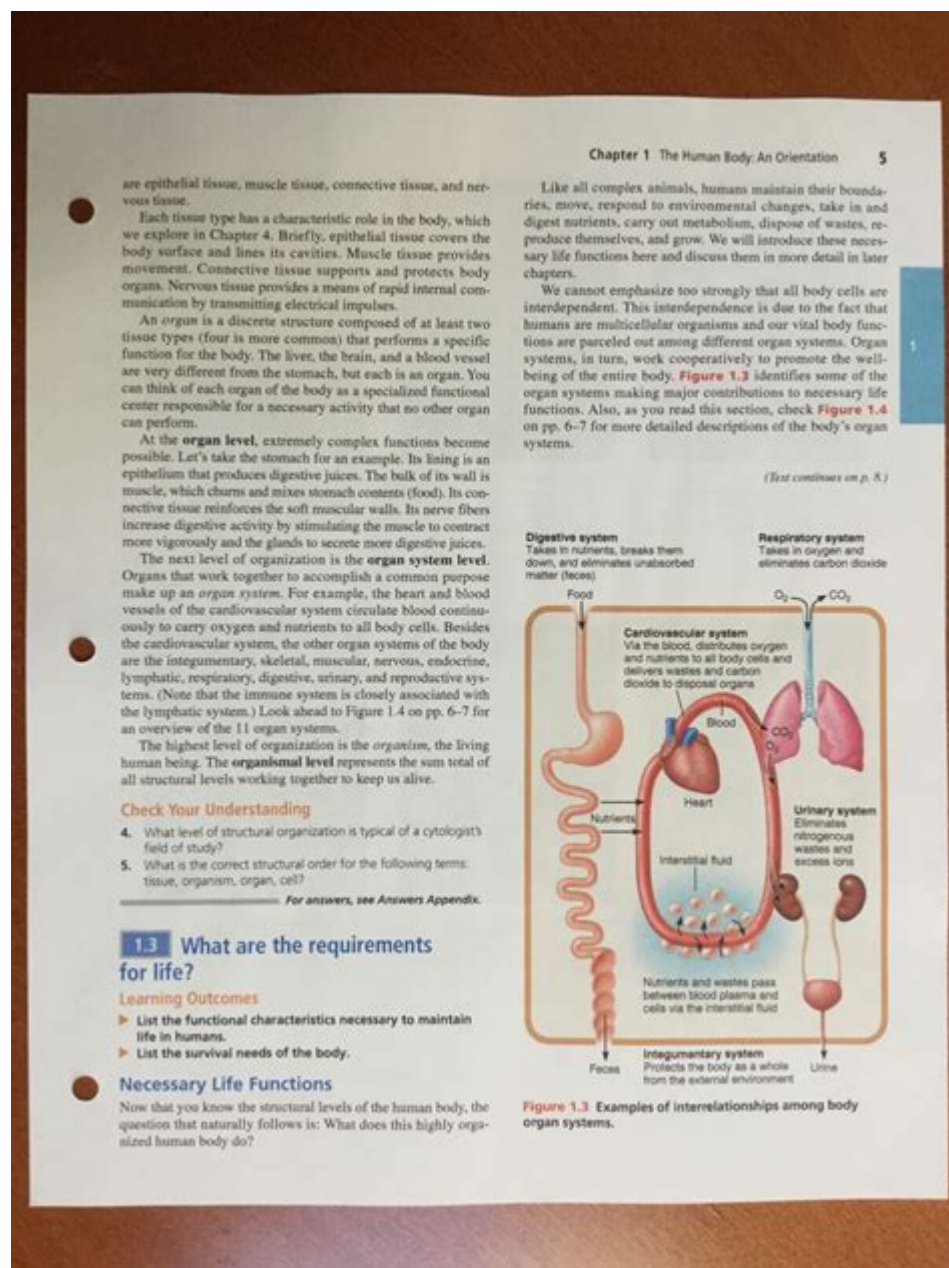 Chapter 1 The Human Body: An Orientation 5
are epithelial tissue, muscle tissue, connective tissue, and ner-
vous tissue.
Each tissue type has a characteristic role in the body, which
we explore in Chapter 4. Briefly, epithelial tissue covers the
body surface and lines its cavities. Muscle tissue provides
movement. Connective tissue supports and protects body
organs. Nervous tissue provides a means of rapid internal com-
munication by transmitting electrical impulses.
An organ is a discrete structure composed of at least two
tissue types (four is more common) that performs a specific
function for the body. The liver, the brain, and a blood vessel
are very different from the stomach, but each is an organ. You
can think of each organ of the body as a specialized functional
center responsible for a necessary activity that no other organ
can perform.
At the organ level, extremely complex functions become
possible. Let's take the stomach for an example. Its lining is an
epithelium that produces digestive juices. The bulk of its wall is
muscle, which churns and mixes stomach contents (food). Its con-
nective tissue reinforces the soft muscular walls. Its nerve fibers
increase digestive activity by stimulating the muscle to contract
more vigorously and the glands to secrete more digestive juices.
The next level of organization is the organ system level.
Organs that work together to accomplish a common purpose
make up an organ system. For example, the heart and blood
vessels of the cardiovascular system circulate blood continu-
ously to carry oxygen and nutrients to all body cells. Besides
the cardiovascular system, the other organ systems of the body
are the integumentary, skeletal, muscular, nervous, endocrine,
lymphatic, respiratory, digestive, urinary, and reproductive sys-
tems. (Note that the immune system is closely associated with
the lymphatic system.) Look ahead to Figure 1.4 on pp. 6–7 for
an overview of the 11 organ systems.
The highest level of organization is the organism, the living
human being. The organismal level represents the sum total of
all structural levels working together to keep us alive.
Check Your Understanding
4. What level of structural organization is typical of a cytologist's
field of study?
5. What is the correct structural order for the following terms:
tissue, organism, organ, cell?
For answers, see Answers Appendix.
1.3 What are the requirements
for life?
Learning Outcomes
▶ List the functional characteristics necessary to maintain
life in humans.
▶ List the survival needs of the body.
Necessary Life Functions
Now that you know the structural levels of the human body, the
question that naturally follows is: What does this highly orga-
nized human body do?
Like all complex animals, humans maintain their bounda-
ries, move, respond to environmental changes, take in and
digest nutrients, carry out metabolism, dispose of wastes, re-
produce themselves, and grow. We will introduce these neces-
sary life functions here and discuss them in more detail in later
chapters.
We cannot emphasize too strongly that all body cells are
interdependent. This interdependence is due to the fact that
humans are multicellular organisms and our vital body func-
tions are parceled out among different organ systems. Organ
systems, in turn, work cooperatively to promote the well-
being of the entire body. Figure 1.3 identifies some of the
organ systems making major contributions to necessary life
functions. Also, as you read this section, check Figure 1.4
on pp. 6–7 for more detailed descriptions of the body's organ
systems.
1
(Text continues on p. 8.)
Digestive system
Takes in nutrients, breaks them
down, and eliminates unabsorbed
matter (feces)
Respiratory system
Takes in oxygen and
eliminates carbon dioxide
Food
O₂
CO₂
Cardiovascular system
Via the blood, distributes oxygen
and nutrients to all body cells and
delivers wastes and carbon
dioxide to disposal organs
Blood
CO₂
O₂
Heart
Nutrients
Urinary system
Eliminates
nitrogenous
wastes and
excess ions
Interstitial fluid
Nutrients and wastes pass
between blood plasma and
cells via the interstitial fluid
Feces
Integumentary system
Protects the body as a whole
from the external environment
Urine
Figure 1.3 Examples of interrelationships among body
organ systems.